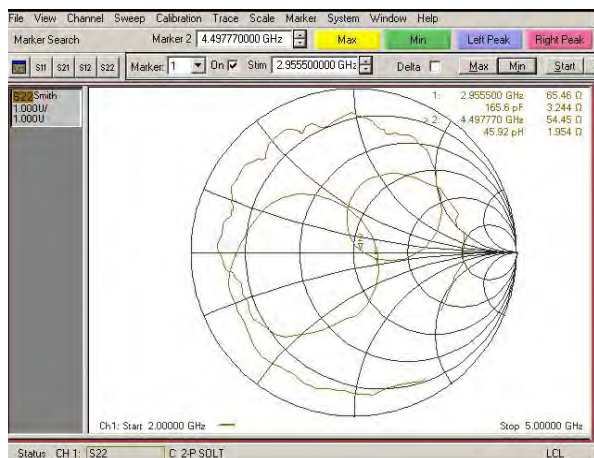 File View Channel Sweep Calibration Trace Scale Marker System Window Help
Marker Search Marker 2 4.497770000 GHz Max Min Left Peak Right Peak
S11 S21 S12 S22 Marker: 1 On Stim 2.955500000 GHz Delta Max Min Start
S22 Smith
1.000U/
1.000U
1: 2.955500 GHz 65.46 Ω
165.6 pF 3.244 Ω
> 2: 4.497770 GHz 54.45 Ω
45.92 pH 1.954 Ω
Ch1: Start 2.00000 GHz Stop 5.00000 GHz
Status CH 1: S22 C 2-P SOLT LCL